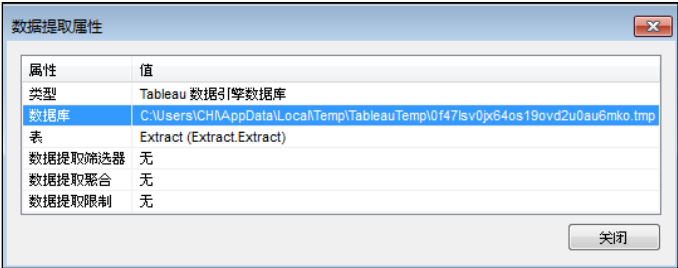 数据提取属性
属性 值
类型 Tableau 数据引擎数据库
数据库 C:\Users\CHI\AppData\Local\Temp\TableauTemp\0f47lsv0jx64os19ovd2u0au6mko.tmp
表 Extract (Extract.Extract)
数据提取筛选器 无
数据提取聚合 无
数据提取限制 无
关闭